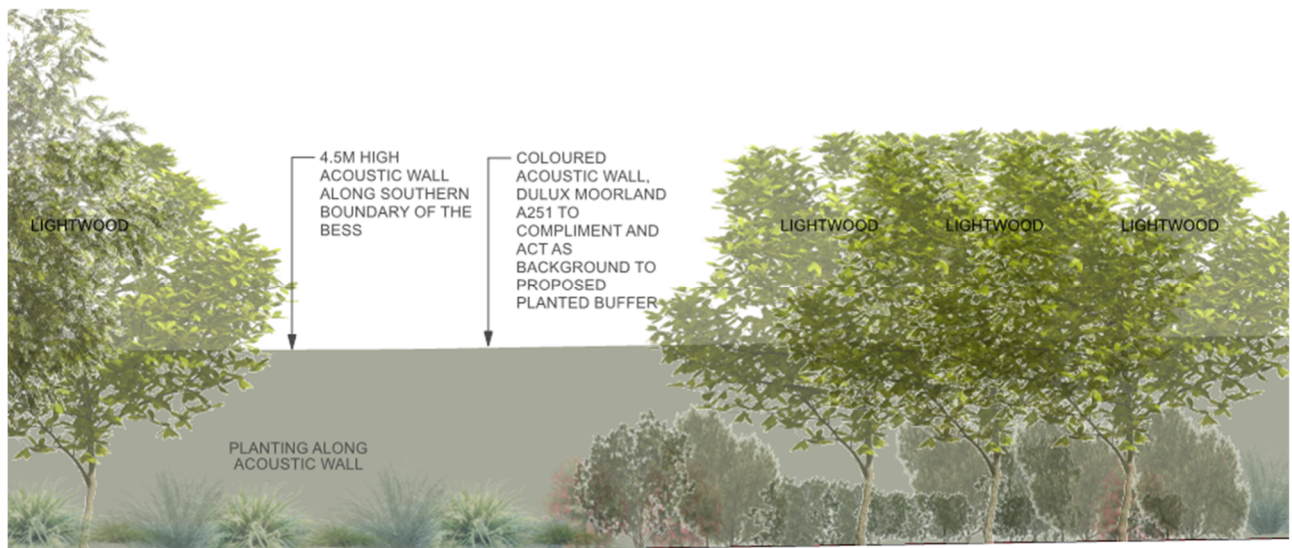 4.5M HIGH
ACOUSTIC WALL
ALONG SOUTHERN
BOUNDARY OF THE
BESS
COLOURED
ACOUSTIC WALL,
DULUX MOORLAND
A251 TO
COMPLIMENT AND
ACT AS
BACKGROUND TO
PROPOSED
PLANTED BUFFER
LIGHTWOOD
LIGHTWOOD
LIGHTWOOD
LIGHTWOOD
PLANTING ALONG
ACOUSTIC WALL